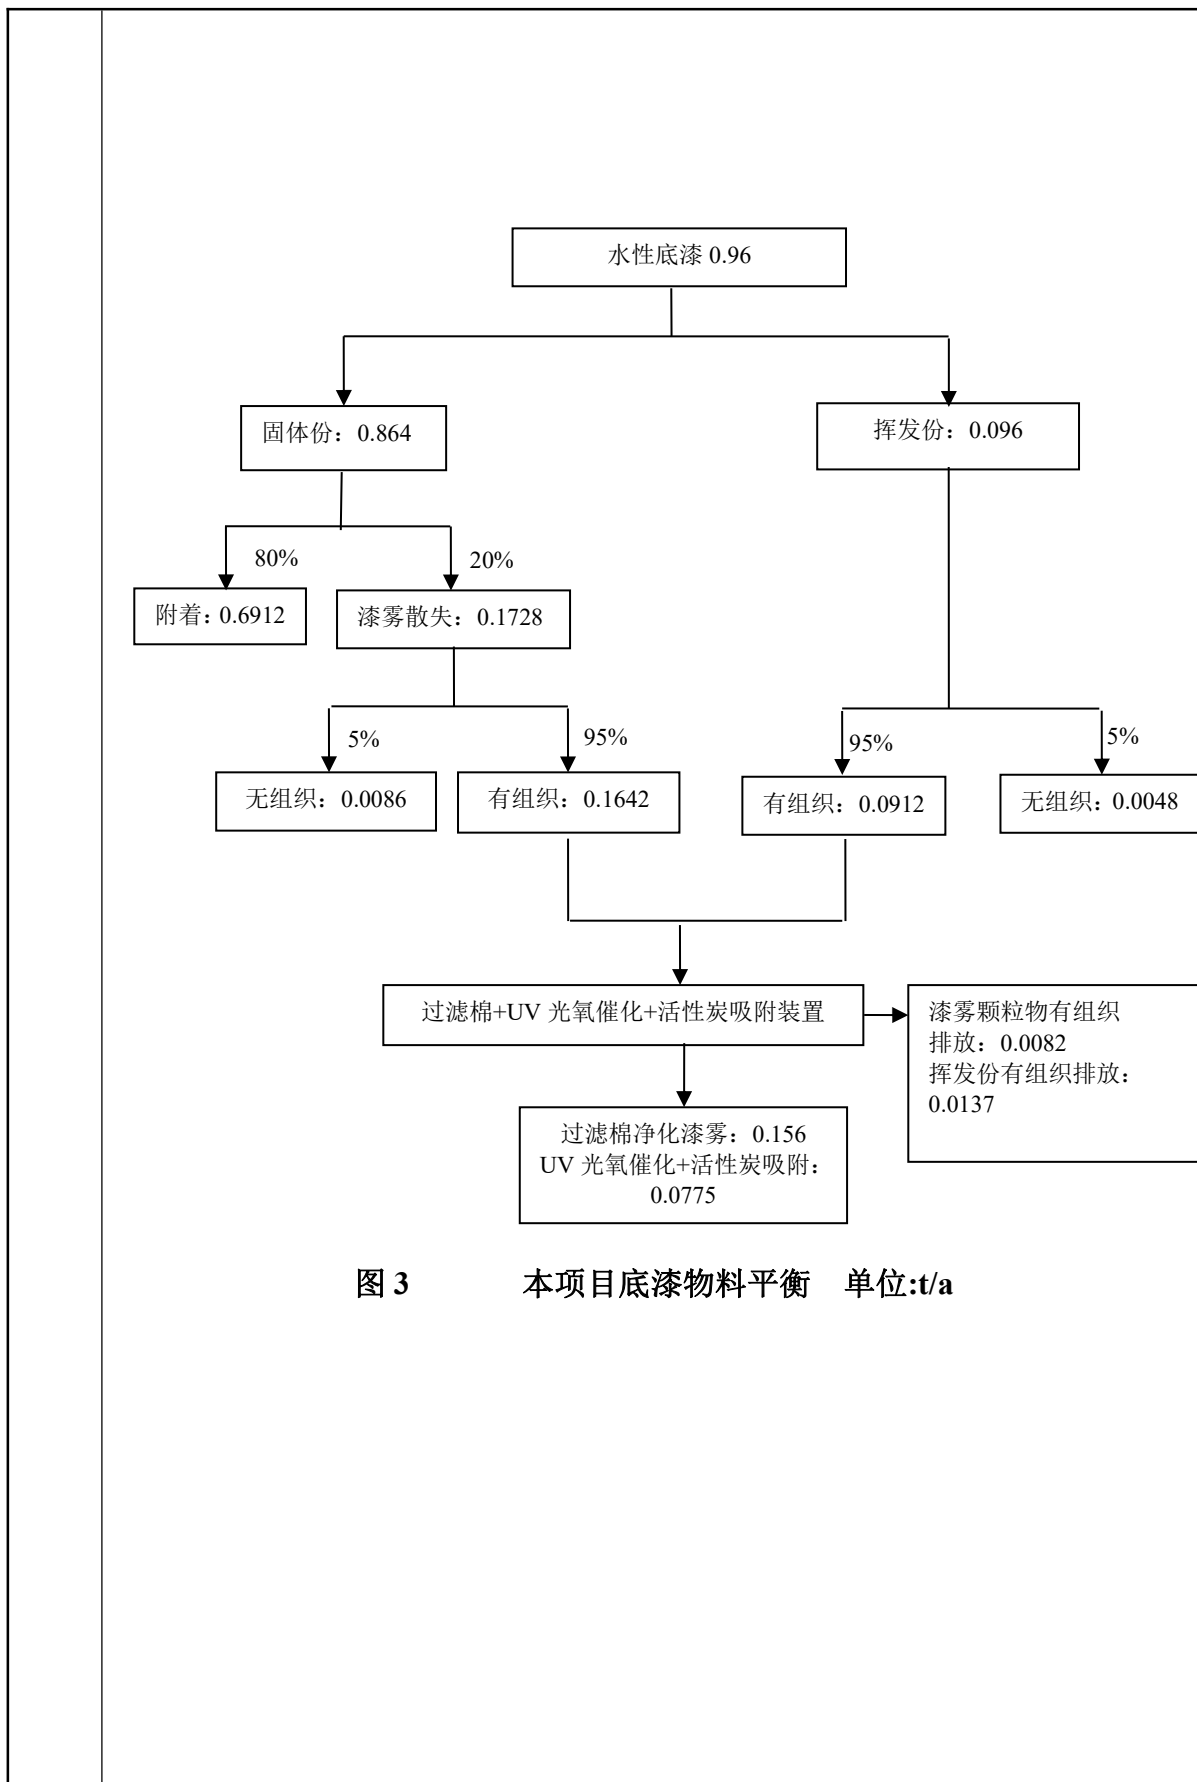 水性底漆 0.96
固体份：0.864
挥发份：0.096
80%
20%
附着：0.6912
漆雾散失：0.1728
5%
95%
95%
5%
无组织：0.0086
有组织：0.1642
有组织：0.0912
无组织：0.0048
过滤棉+UV 光氧催化+活性炭吸附装置
漆雾颗粒物有组织
排放：0.0082
挥发份有组织排放：
0.0137
过滤棉净化漆雾：0.156
UV 光氧催化+活性炭吸附：
0.0775
图 3 本项目底漆物料平衡 单位:t/a